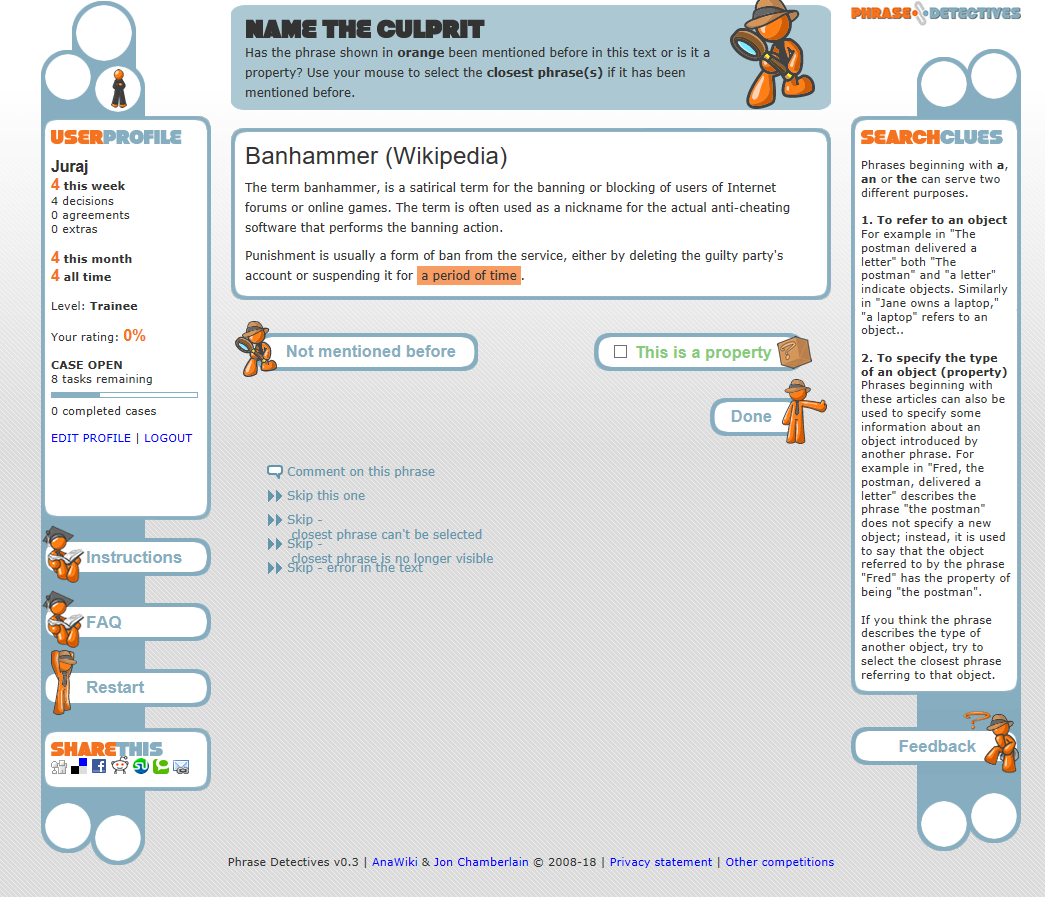 NAME THE CULPRIT
Has the phrase shown in orange been mentioned before in this text or is it a
property? Use your mouse to select the closest phrase(s) if it has been
mentioned before.
PHRASE DETECTIVES
USERPROFILE
Juraj
4 this week
4 decisions
0 agreements
0 extras
4 this month
4 all time
Level: Trainee
Your rating: 0%
CASE OPEN
8 tasks remaining
0 completed cases
EDIT PROFILE | LOGOUT
Instructions
FAQ
Restart
SHARETHIS
Banhammer (Wikipedia)
The term banhammer, is a satirical term for the banning or blocking of users of Internet
forums or online games. The term is often used as a nickname for the actual anti-cheating
software that performs the banning action.
Punishment is usually a form of ban from the service, either by deleting the guilty party's
account or suspending it for a period of time .
Not mentioned before
This is a property
Done
Comment on this phrase
Skip this one
Skip -
closest phrase can't be selected
Skip -
closest phrase is no longer visible
Skip - error in the text
SEARCHCLUES
Phrases beginning with a,
an or the can serve two
different purposes.
1. To refer to an object
For example in "The
postman delivered a
letter" both "The
postman" and "a letter"
indicate objects. Similarly
in "Jane owns a laptop,"
"a laptop" refers to an
object..
2. To specify the type
of an object (property)
Phrases beginning with
these articles can also be
used to specify some
information about an
object introduced by
another phrase. For
example in "Fred, the
postman, delivered a
letter" describes the
phrase "the postman"
does not specify a new
object; instead, it is used
to say that the object
referred to by the phrase
"Fred" has the property of
being "the postman".
If you think the phrase
describes the type of
another object, try to
select the closest phrase
referring to that object.
Feedback
Phrase Detectives v0.3 | AnaWiki & Jon Chamberlain © 2008-18 | Privacy statement | Other competitions